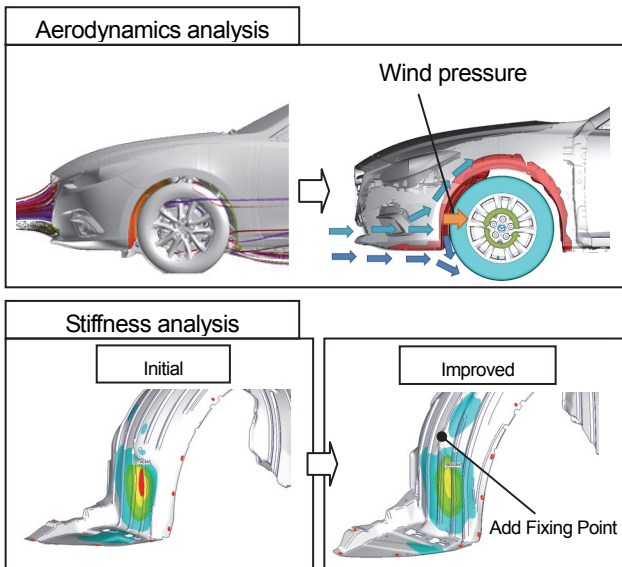 Aerodynamics analysis
Wind pressure
Stiffness analysis
Initial
Improved
Add Fixing Point